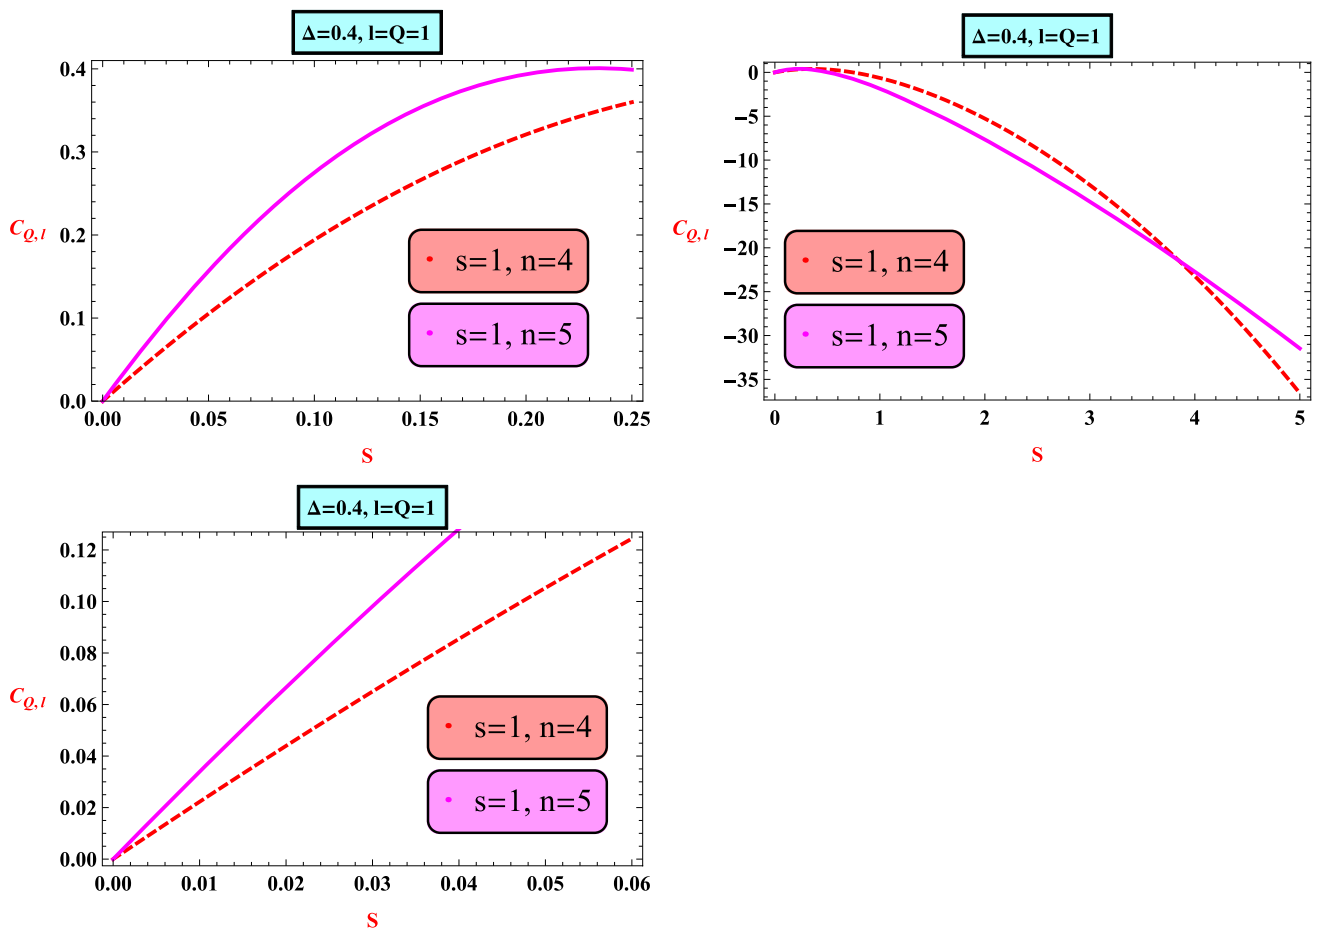 Δ=0.4, l=Q=1
0.4
0.3
0.2
0.1
0.0
C_{Q,l}
s=1, n=4
s=1, n=5
0.00 0.05 0.10 0.15 0.20 0.25
S
Δ=0.4, l=Q=1
0
−5
−10
−15
−20
−25
−30
−35
C_{Q,l}
s=1, n=4
s=1, n=5
0 1 2 3 4 5
S
Δ=0.4, l=Q=1
0.12
0.10
0.08
0.06
0.04
0.02
0.00
C_{Q,l}
s=1, n=4
s=1, n=5
0.00 0.01 0.02 0.03 0.04 0.05 0.06
S